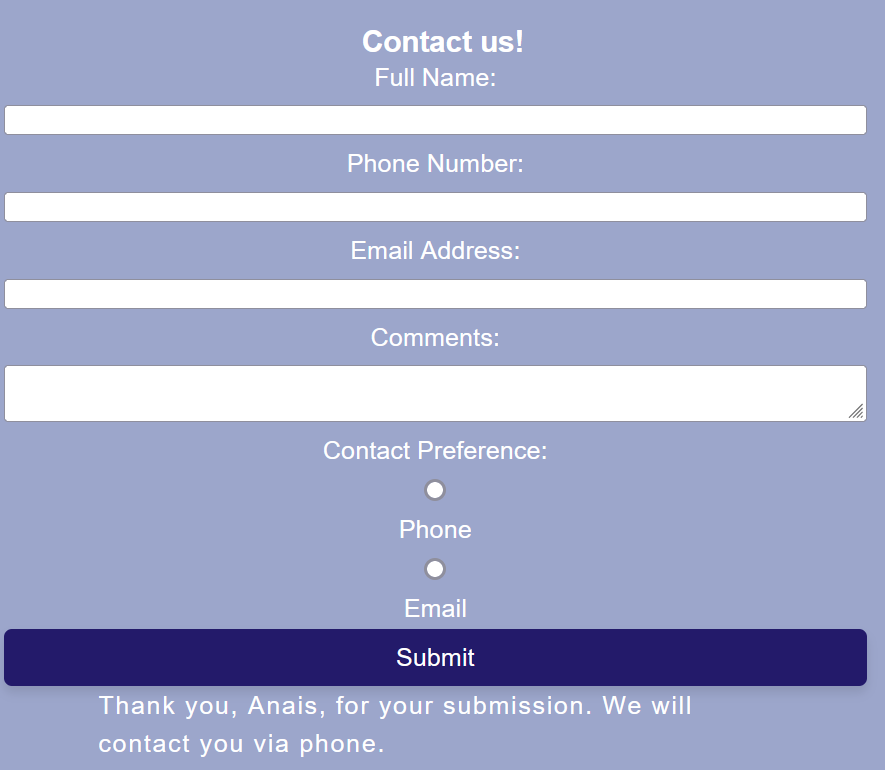 Contact us!
Full Name:
Phone Number:
Email Address:
Comments:
Contact Preference:
Phone
Email
Submit
Thank you, Anais, for your submission. We will
contact you via phone.